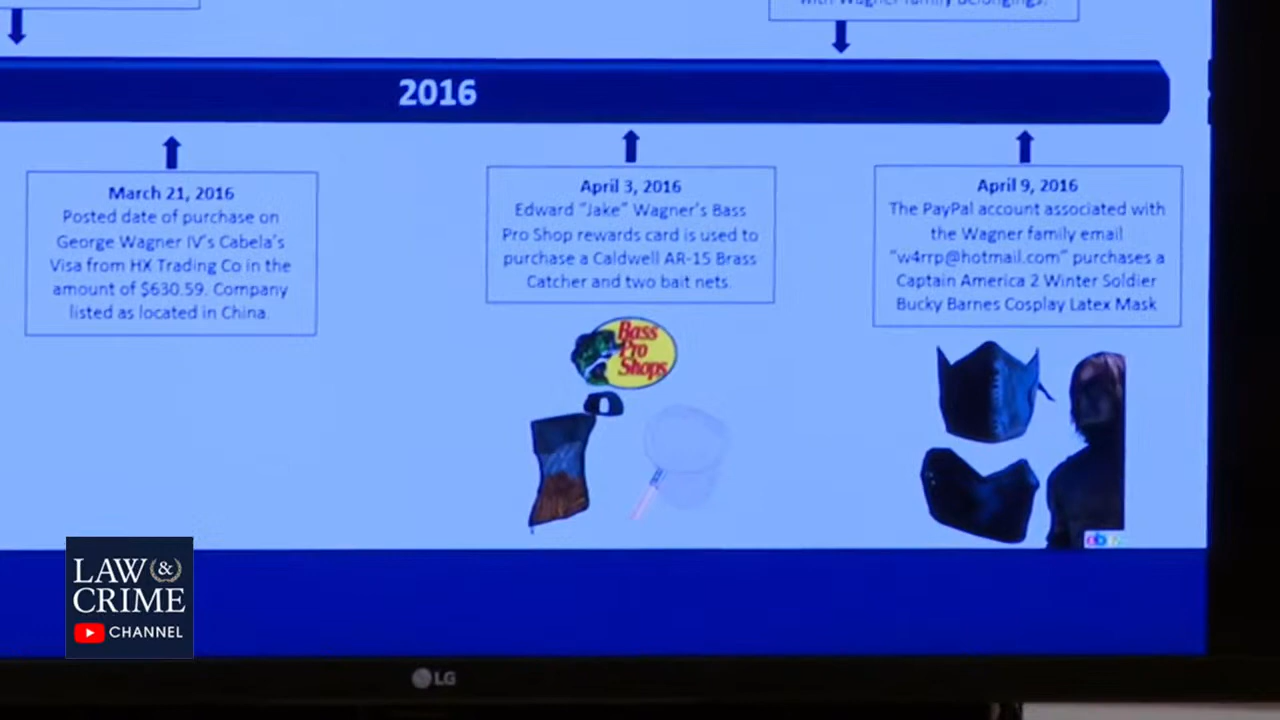 with Wagner family belongings.
2016
March 21, 2016
Posted date of purchase on
George Wagner IV's Cabela's
Visa from HX Trading Co in the
amount of $630.59. Company
listed as located in China.
April 3, 2016
Edward "Jake" Wagner's Bass
Pro Shop rewards card is used to
purchase a Caldwell AR-15 Brass
Catcher and two bait nets.
April 9, 2016
The PayPal account associated with
the Wagner family email
"w4rrp@hotmail.com" purchases a
Captain America 2 Winter Soldier
Bucky Barnes Cosplay Latex Mask
Bass
Pro
Shops
LAW &
CRIME
CHANNEL
LG